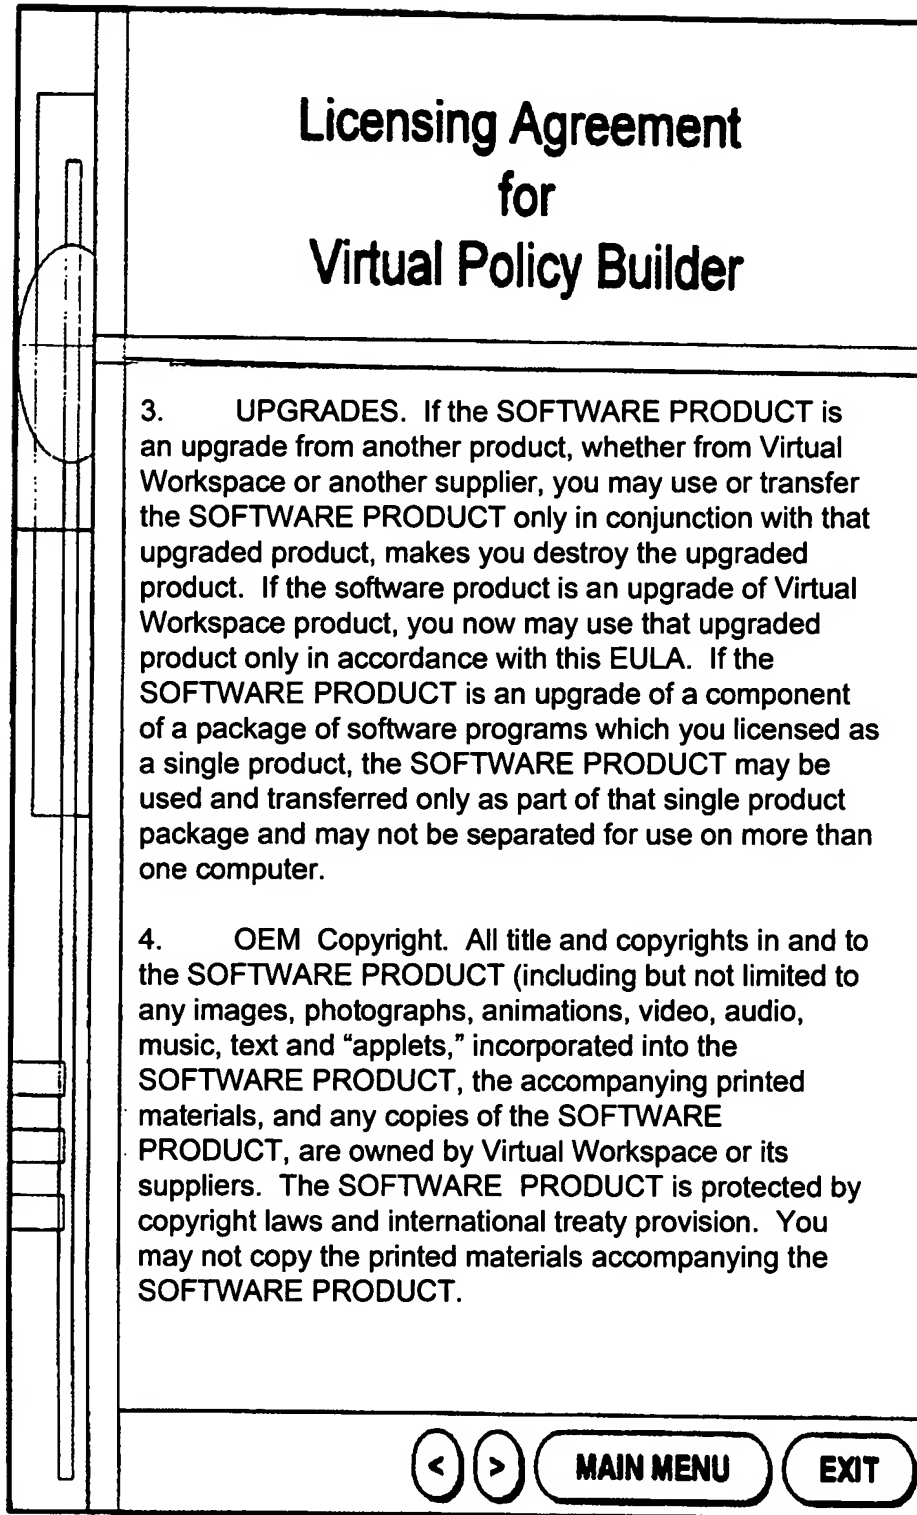 Licensing Agreement
for
Virtual Policy Builder
3. UPGRADES. If the SOFTWARE PRODUCT is
an upgrade from another product, whether from Virtual
Workspace or another supplier, you may use or transfer
the SOFTWARE PRODUCT only in conjunction with that
upgraded product, makes you destroy the upgraded
product. If the software product is an upgrade of Virtual
Workspace product, you now may use that upgraded
product only in accordance with this EULA. If the
SOFTWARE PRODUCT is an upgrade of a component
of a package of software programs which you licensed as
a single product, the SOFTWARE PRODUCT may be
used and transferred only as part of that single product
package and may not be separated for use on more than
one computer.
4. OEM Copyright. All title and copyrights in and to
the SOFTWARE PRODUCT (including but not limited to
any images, photographs, animations, video, audio,
music, text and “applets,” incorporated into the
SOFTWARE PRODUCT, the accompanying printed
materials, and any copies of the SOFTWARE
PRODUCT, are owned by Virtual Workspace or its
suppliers. The SOFTWARE PRODUCT is protected by
copyright laws and international treaty provision. You
may not copy the printed materials accompanying the
SOFTWARE PRODUCT.
< > MAIN MENU EXIT